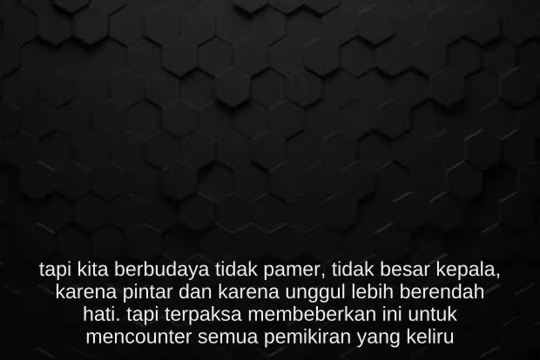 tapi kita berbudaya tidak pamer, tidak besar kepala,
karena pintar dan karena unggul lebih berendah
hati. tapi terpaksa membeberkan ini untuk
mencounter semua pemikiran yang keliru